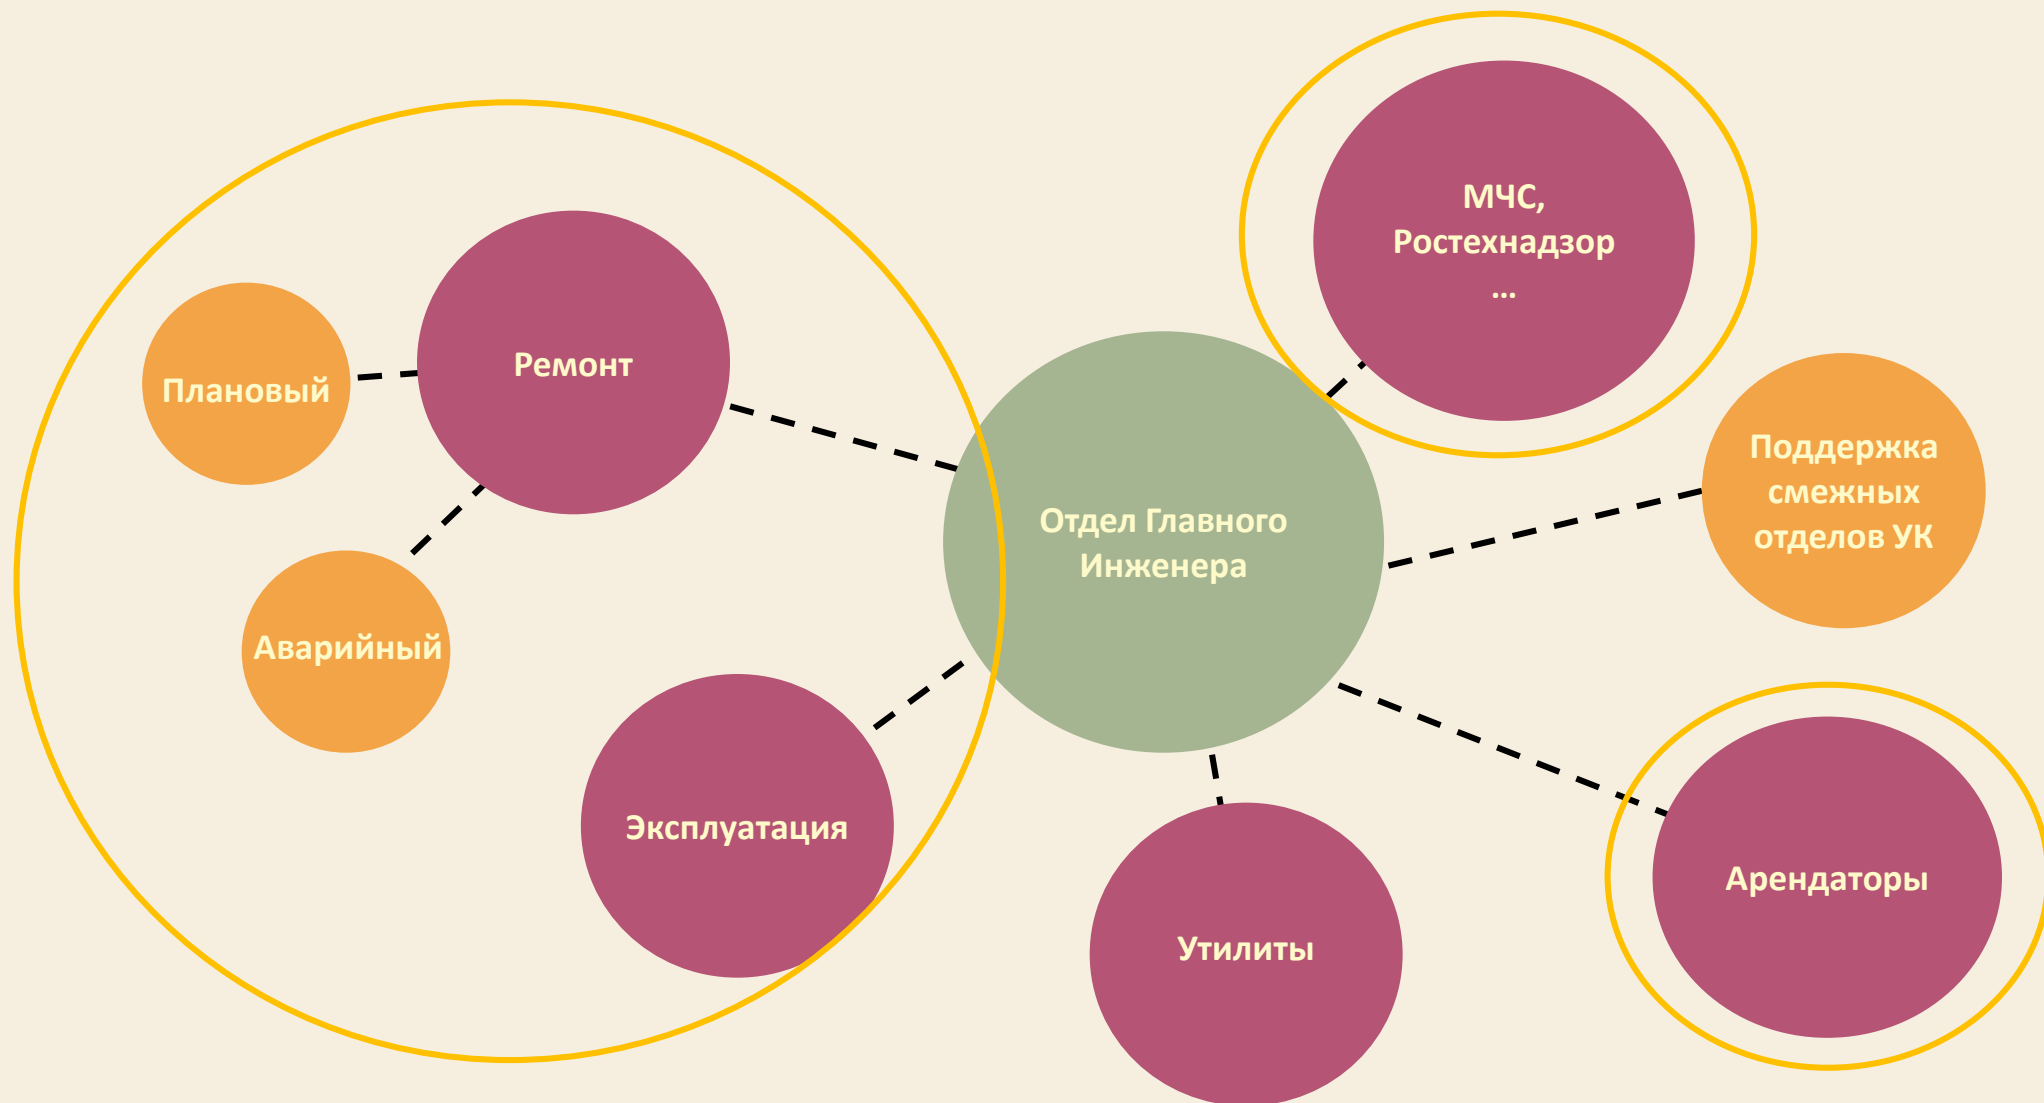 МЧС,
Ростехнадзор
...
Ремонт
Плановый
Поддержка
смежных
отделов УК
Отдел Главного
Инженера
Аварийный
Эксплуатация
Арендаторы
Утилиты